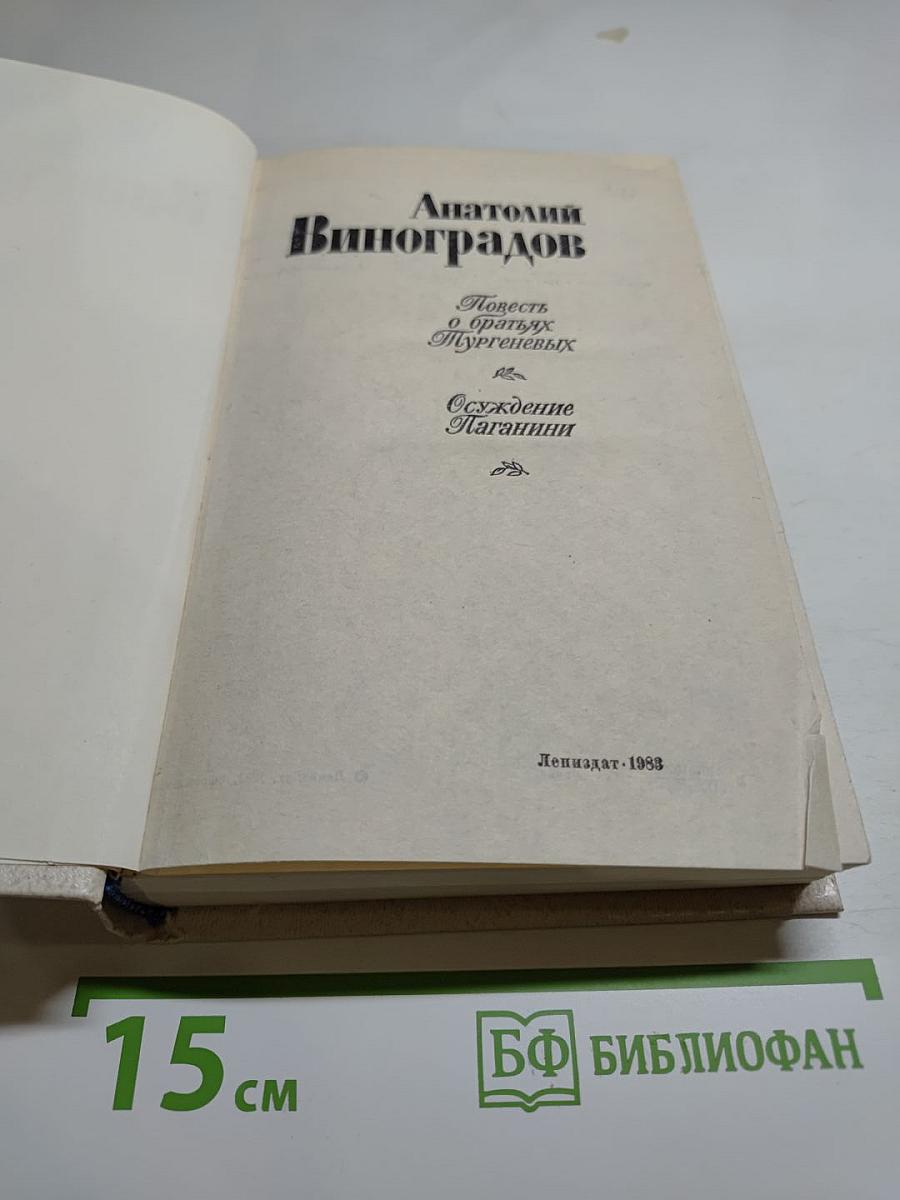 Анатолий
Виноградов
Повесть
о братьях
Тургеневых
Осуждение
Паганини
Лениздат·1983
15 см
БФ БИБЛИОФАН